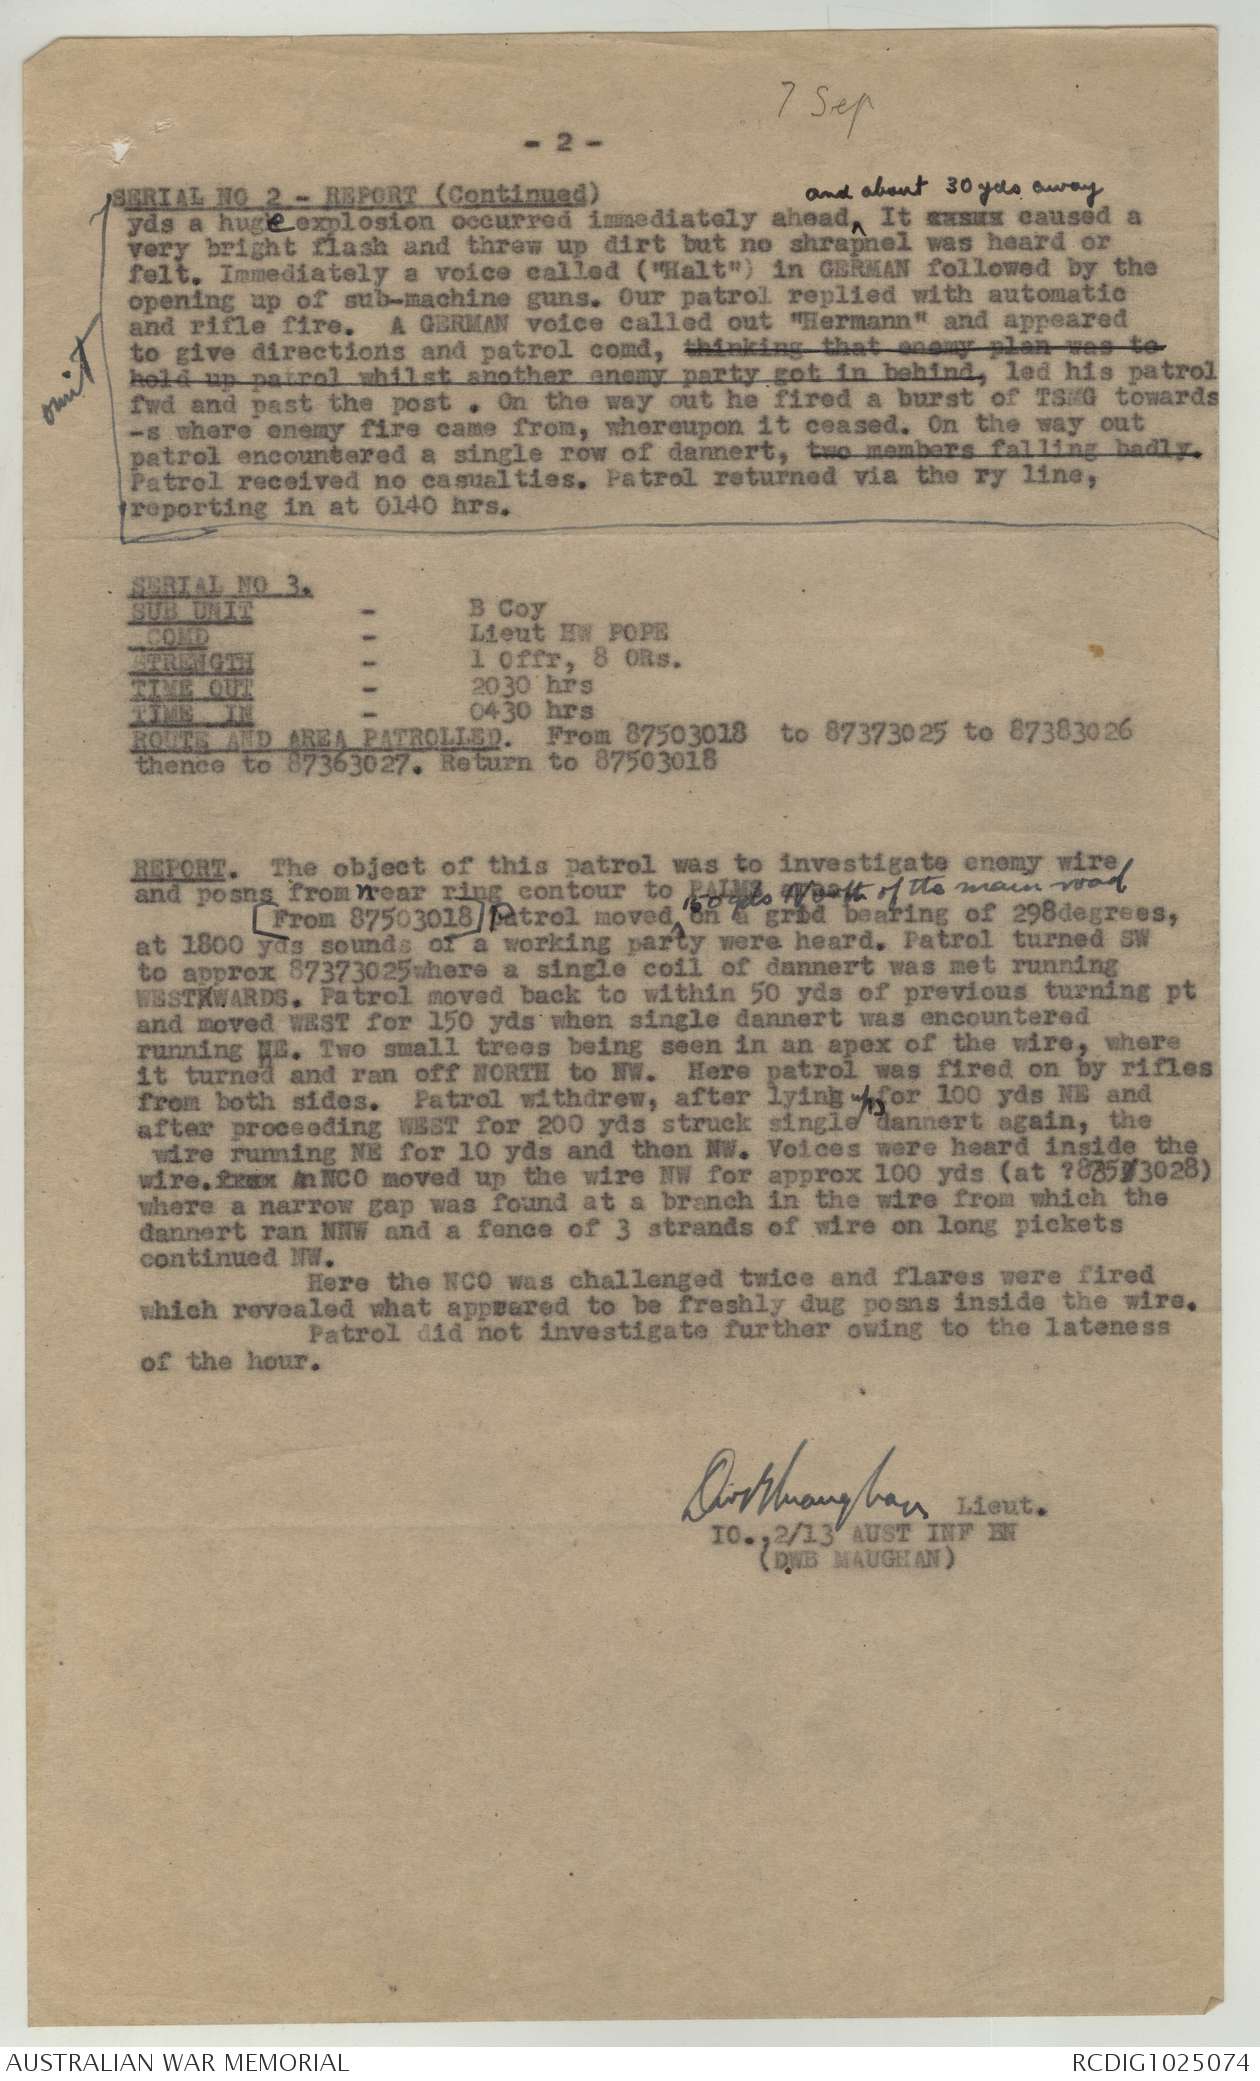 7 Sep
- 2 -
SERIAL NO 2 - REPORT (Continued)
and about 30 yds away
yds a huge explosion occurred immediately ahead, It caused a
very bright flash and threw up dirt but no shrapnel was heard or
felt. Immediately a voice called ("Halt") in GERMAN followed by the
opening up of sub-machine guns. Our patrol replied with automatic
and rifle fire. A GERMAN voice called out "Hermann" and appeared
to give directions and patrol comd, thinking that enemy plan was to
hold up patrol whilst another enemy party got in behind, led his patrol
fwd and past the post . On the way out he fired a burst of TSMG towards
-s where enemy fire came from, whereupon it ceased. On the way out
patrol encountered a single row of dannert, two members falling badly.
Patrol received no casualties. Patrol returned via the ry line,
reporting in at 0140 hrs.
omit
SERIAL NO 3.
SUB UNIT - B Coy
COMD - Lieut HW POPE
STRENGTH - 1 Offr, 8 ORs.
TIME OUT - 2030 hrs
TIME IN - 0430 hrs
ROUTE AND AREA PATROLLED. From 87503018 to 87373025 to 87383026
thence to 87363027. Return to 87503018
REPORT. The object of this patrol was to investigate enemy wire
and posns from near ring contour to
150 yds North of the main road
From 87503018 Patrol moved on a grid bearing of 298degrees,
at 1800 yds sounds of a working party were heard. Patrol turned SW
to approx 87373025where a single coil of dannert was met running
WESTWARDS. Patrol moved back to within 50 yds of previous turning pt
and moved WEST for 150 yds when single dannert was encountered
running NE. Two small trees being seen in an apex of the wire, where
it turned and ran off NORTH to NW. Here patrol was fired on by rifles
from both sides. Patrol withdrew, after lying up for 100 yds NE and
after proceeding WEST for 200 yds struck single dannert again, the
wire running NE for 10 yds and then NW. Voices were heard inside the
wire. An NCO moved up the wire NW for approx 100 yds (at ?87353028)
where a narrow gap was found at a branch in the wire from which the
dannert ran NNW and a fence of 3 strands of wire on long pickets
continued NW.
Here the NCO was challenged twice and flares were fired
which revealed what appeared to be freshly dug posns inside the wire.
Patrol did not investigate further owing to the lateness
of the hour.
Lieut.
IO.,2/13 AUST INF BN
(D.WB MAUGHAN)
AUSTRALIAN WAR MEMORIAL
RCDIG1025074